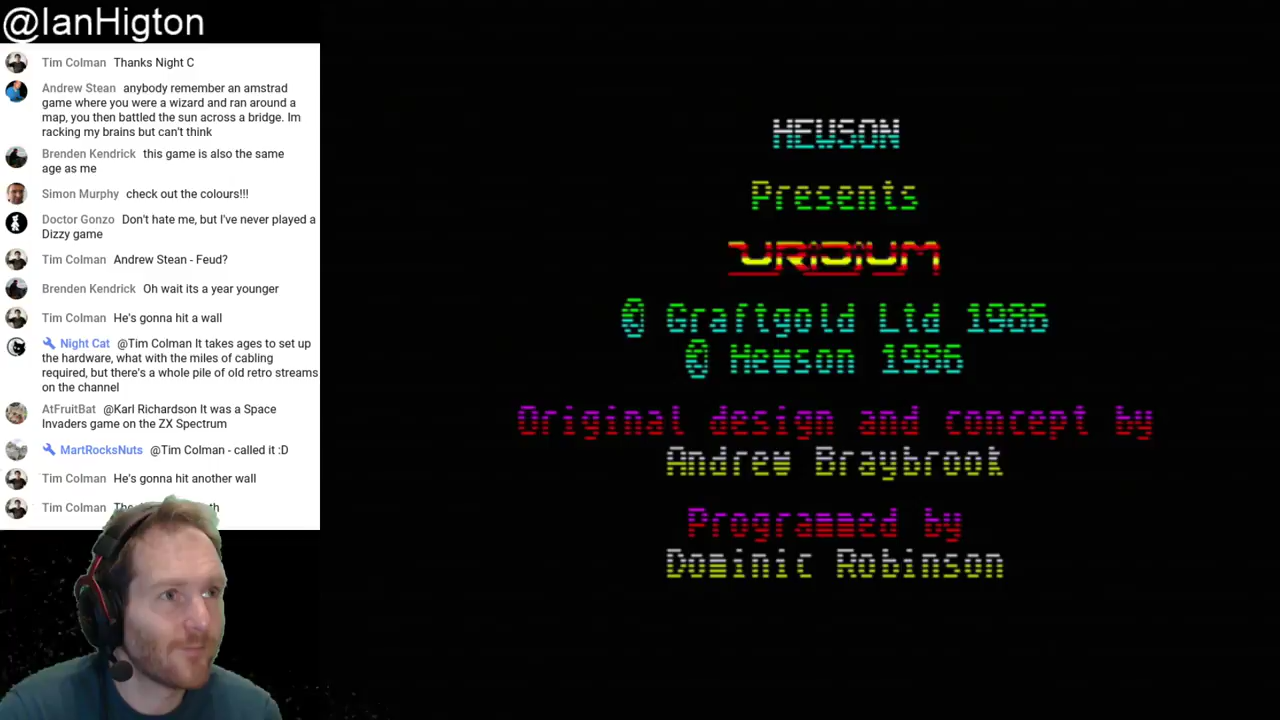 @IanHigton
Tim Colman Thanks Night C
Andrew Stean anybody remember an amstrad
game where you were a wizard and ran around a
map, you then battled the sun across a bridge. Im
racking my brains but can't think
Brenden Kendrick this game is also the same
age as me
Simon Murphy check out the colours!!!
Doctor Gonzo Don't hate me, but I've never played a
Dizzy game
Tim Colman Andrew Stean - Feud?
Brenden Kendrick Oh wait its a year younger
Tim Colman He's gonna hit a wall
Night Cat @Tim Colman It takes ages to set up
the hardware, what with the miles of cabling
required, but there's a whole pile of old retro streams
on the channel
AtFruitBat @Karl Richardson It was a Space
Invaders game on the ZX Spectrum
MartRocksNuts @Tim Colman - called it :D
Tim Colman He's gonna hit another wall
Tim Colman
HEWSON
Presents
URIDIUM
© Graftgold Ltd 1986
© Hewson 1986
Original design and concept by
Andrew Braybrook
Programmed by
Dominic Robinson